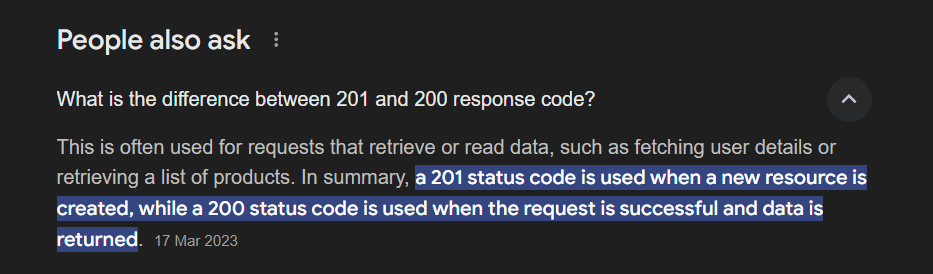 People also ask
What is the difference between 201 and 200 response code?
This is often used for requests that retrieve or read data, such as fetching user details or
retrieving a list of products. In summary, a 201 status code is used when a new resource is
created, while a 200 status code is used when the request is successful and data is
returned. 17 Mar 2023